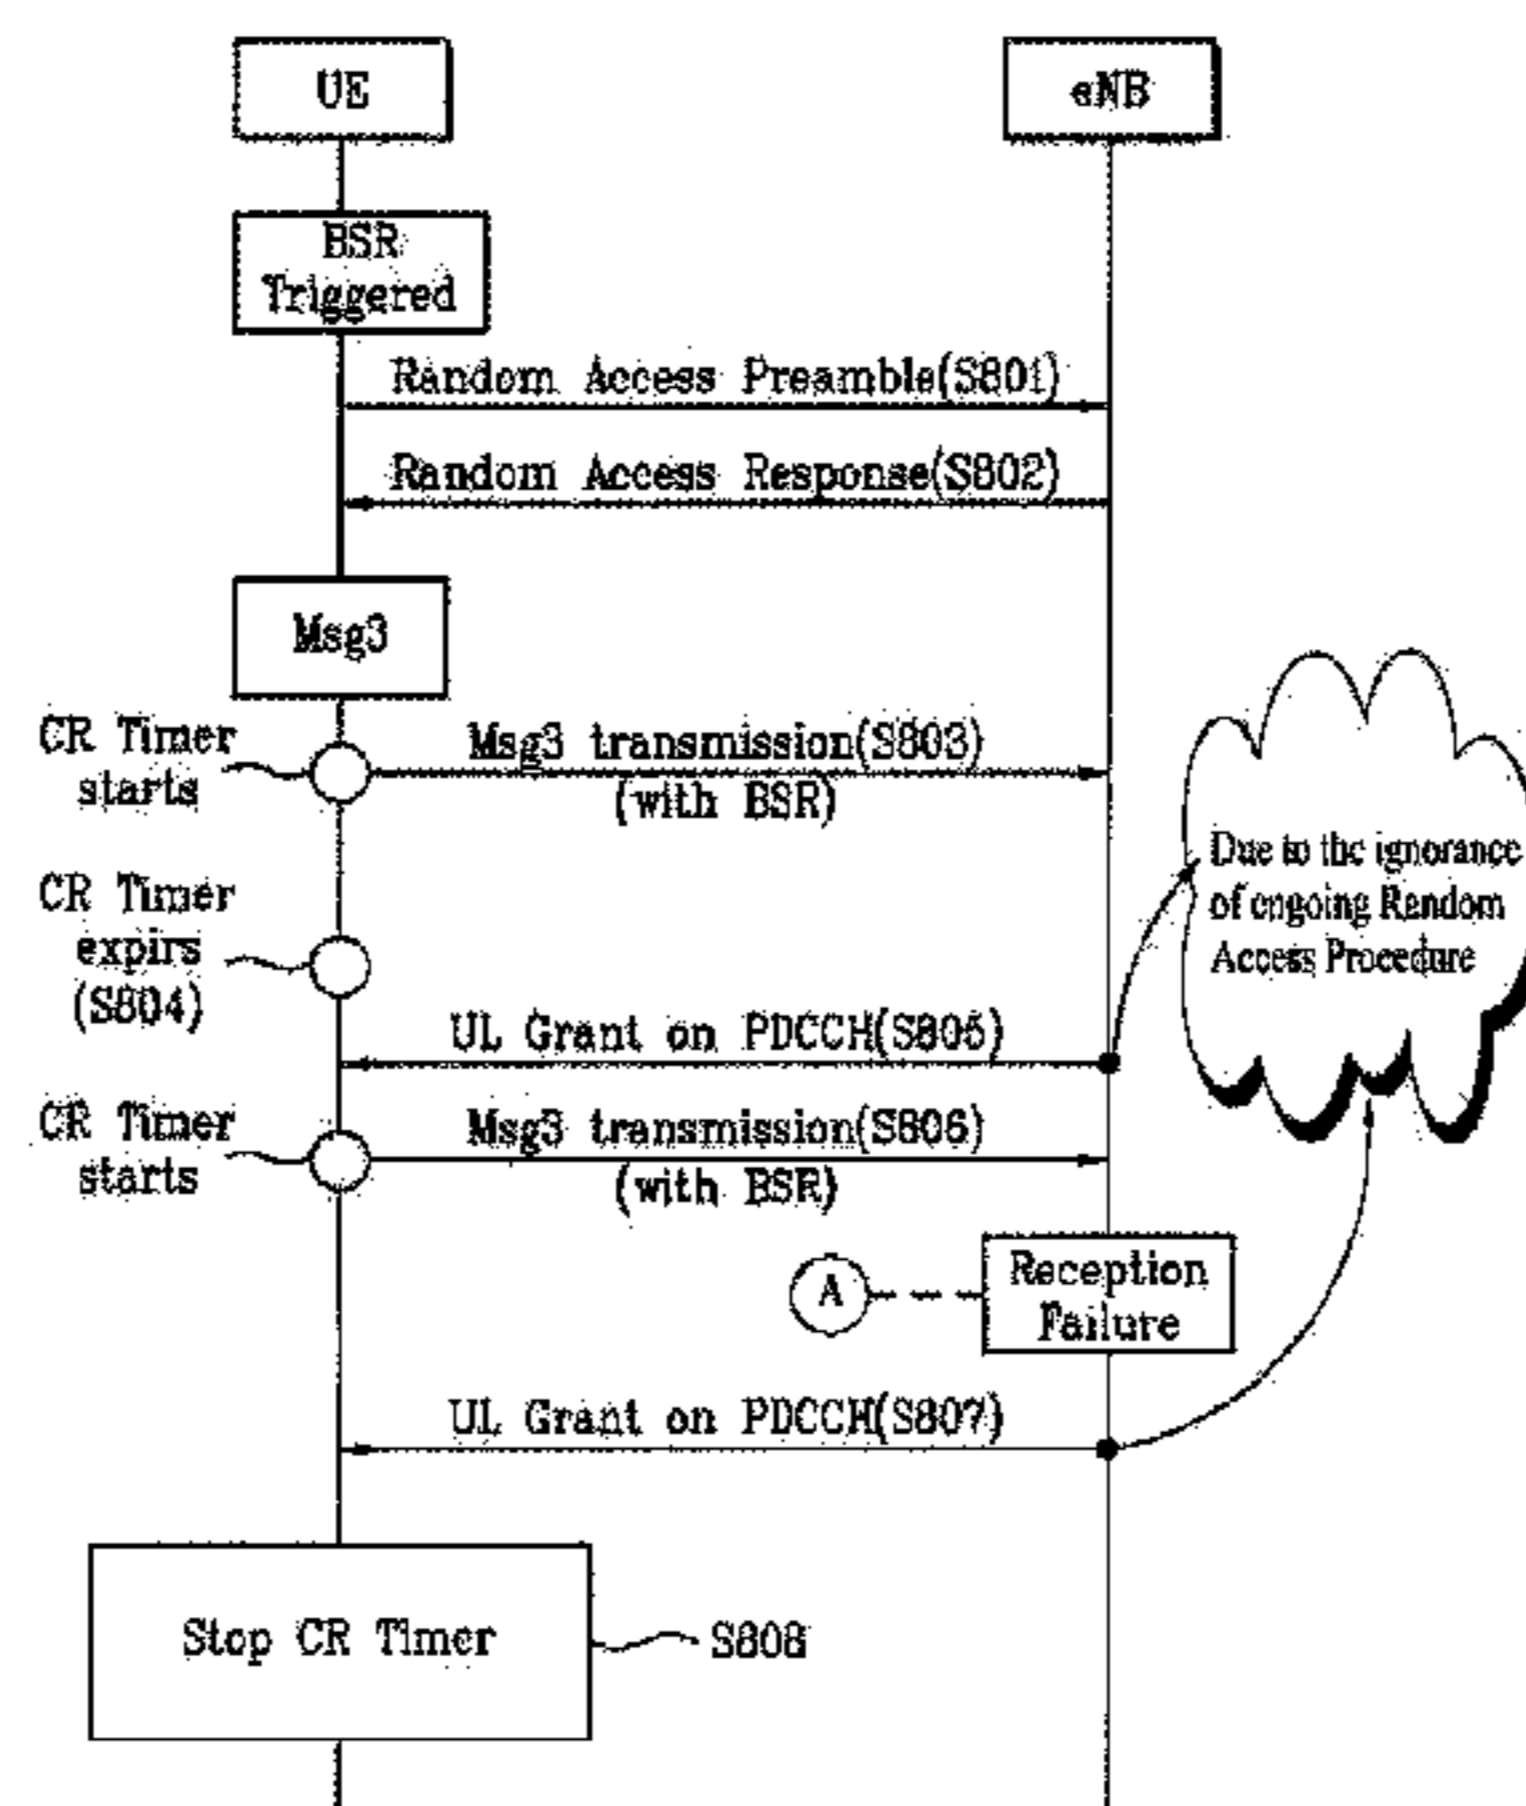 UE
eNB
BSR
Triggered
Random Access Preamble(S801)
Random Access Response(S802)
Msg3
CR Timer
starts
Msg3 transmission(S803)
(with BSR)
Due to the ignorance
of ongoing Random
Access Procedure
CR Timer
expirs
(S804)
UL Grant on PDCCH(S805)
CR Timer
starts
Msg3 transmission(S806)
(with BSR)
A
Reception
Failure
UL Grant on PDCCH(S807)
Stop CR Timer
S808